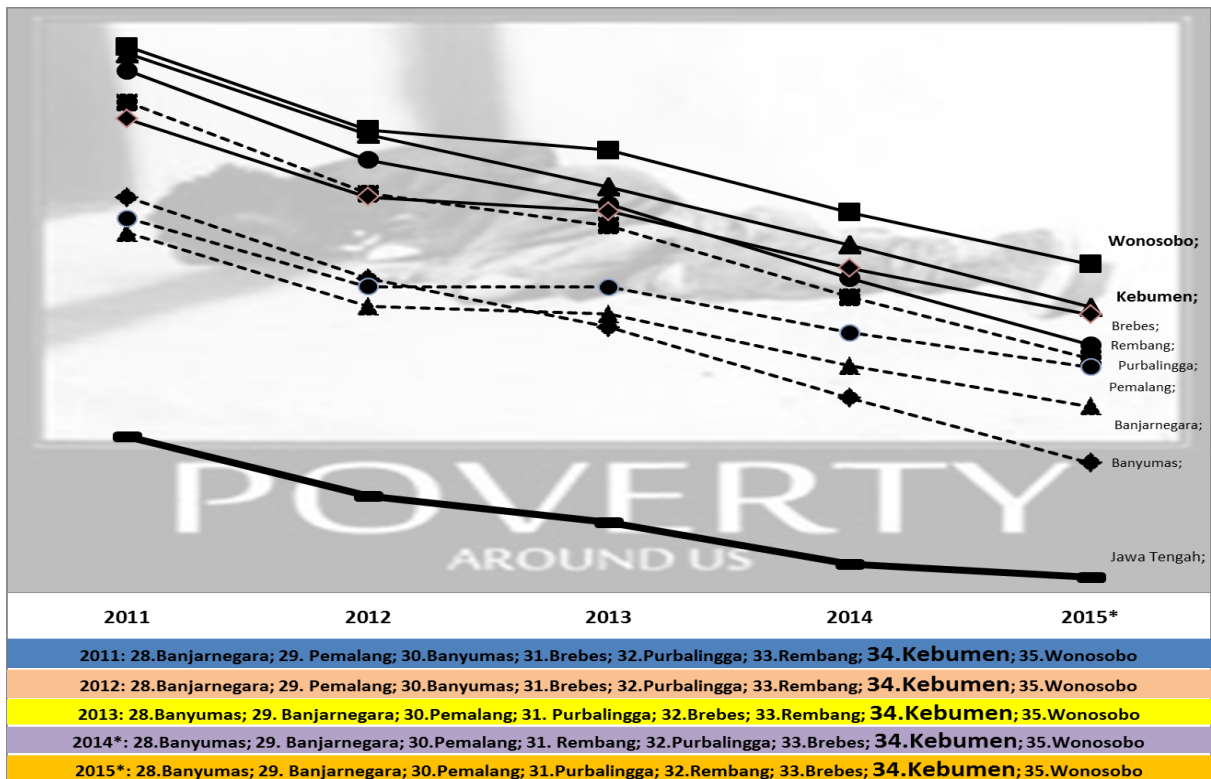 Wonosobo;
Kebumen;
Brebes;
Rembang;
Purbalingga;
Pemalang;
Banjarnegara;
Banyumas;
POVERTY
AROUND US
Jawa Tengah;
2011 2012 2013 2014 2015*
2011: 28.Banjarnegara; 29. Pemalang; 30.Banyumas; 31.Brebes; 32.Purbalingga; 33.Rembang; 34.Kebumen; 35.Wonosobo
2012: 28.Banjarnegara; 29. Pemalang; 30.Banyumas; 31.Brebes; 32.Purbalingga; 33.Rembang; 34.Kebumen; 35.Wonosobo
2013: 28.Banyumas; 29. Banjarnegara; 30.Pemalang; 31. Purbalingga; 32.Brebes; 33.Rembang; 34.Kebumen; 35.Wonosobo
2014*: 28.Banyumas; 29. Banjarnegara; 30.Pemalang; 31. Rembang; 32.Purbalingga; 33.Brebes; 34.Kebumen; 35.Wonosobo
2015*: 28.Banyumas; 29. Banjarnegara; 30.Pemalang; 31.Purbalingga; 32.Rembang; 33.Brebes; 34.Kebumen; 35.Wonosobo